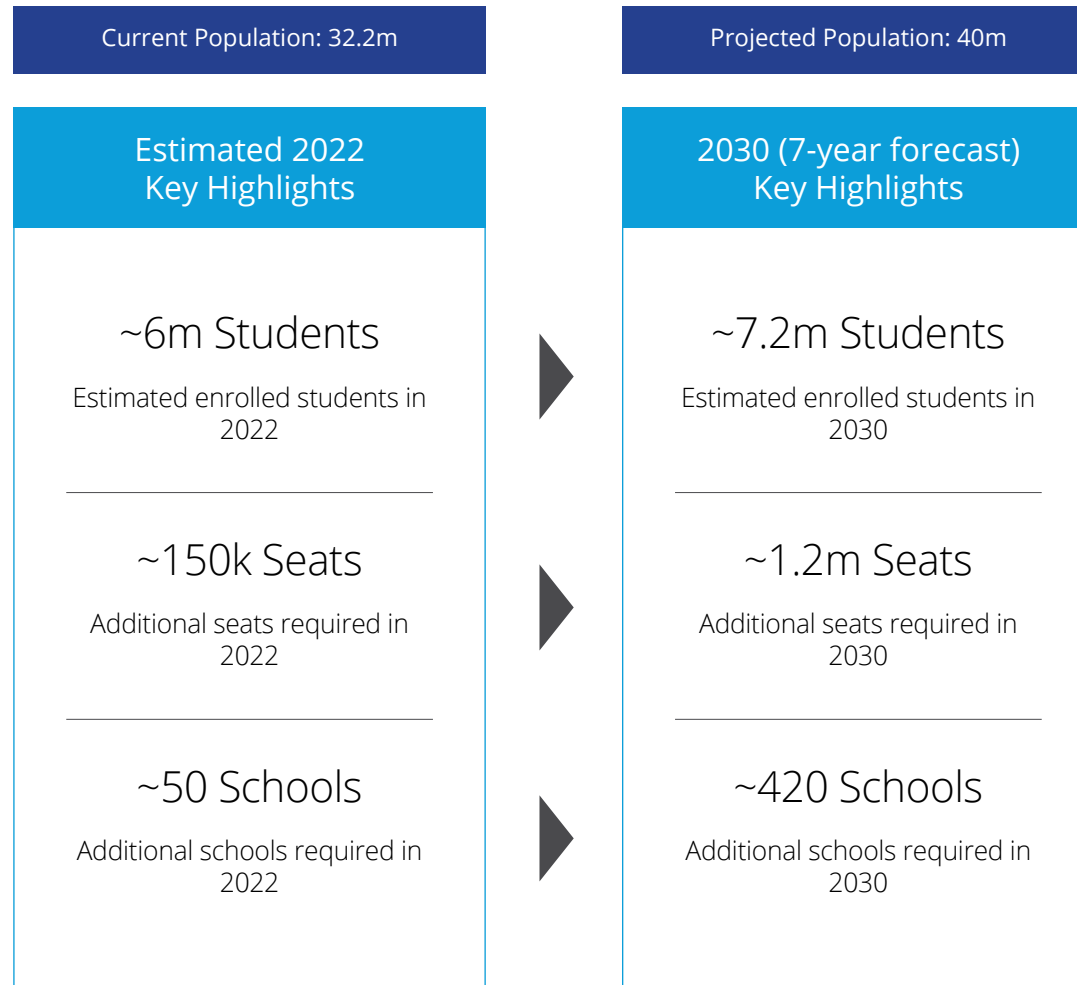 Current Population: 32.2m
Estimated 2022
Key Highlights
~6m Students
Estimated enrolled students in
2022
~150k Seats
Additional seats required in
2022
~50 Schools
Additional schools required in
2022
Projected Population: 40m
2030 (7-year forecast)
Key Highlights
~7.2m Students
Estimated enrolled students in
2030
~1.2m Seats
Additional seats required in
2030
~420 Schools
Additional schools required in
2030